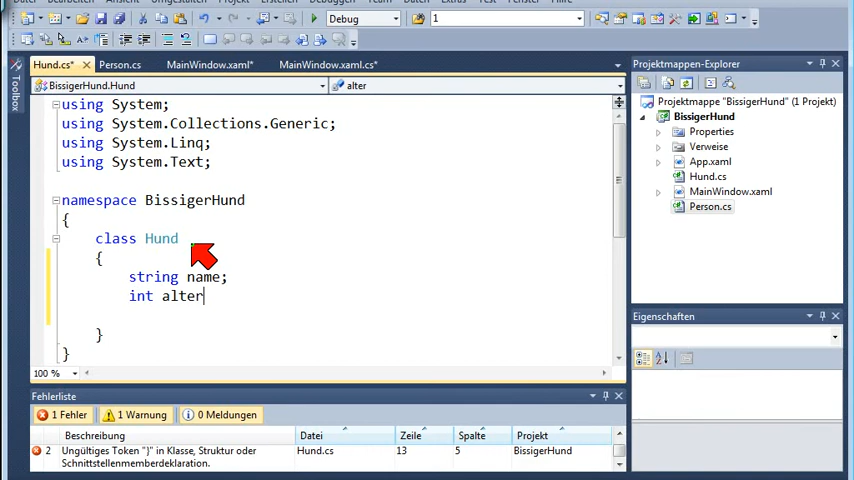 Debug
1
Hund.cs*
Person.cs
MainWindow.xaml*
MainWindow.xaml.cs*
BissigerHund.Hund
alter
Toolbox
using System;
using System.Collections.Generic;
using System.Linq;
using System.Text;
namespace BissigerHund
{
class Hund
{
string name;
int alter
}
}
100 %
Projektmappen-Explorer
Projektmappe "BissigerHund" (1 Projekt)
BissigerHund
Properties
Verweise
App.xaml
Hund.cs
MainWindow.xaml
Person.cs
Eigenschaften
Fehlerliste
1 Fehler
1 Warnung
0 Meldungen
Beschreibung Datei Zeile Spalte Projekt
2 Ungültiges Token "}" in Klasse, Struktur oder Schnittstellenmemberdeklaration. Hund.cs 13 5 BissigerHund